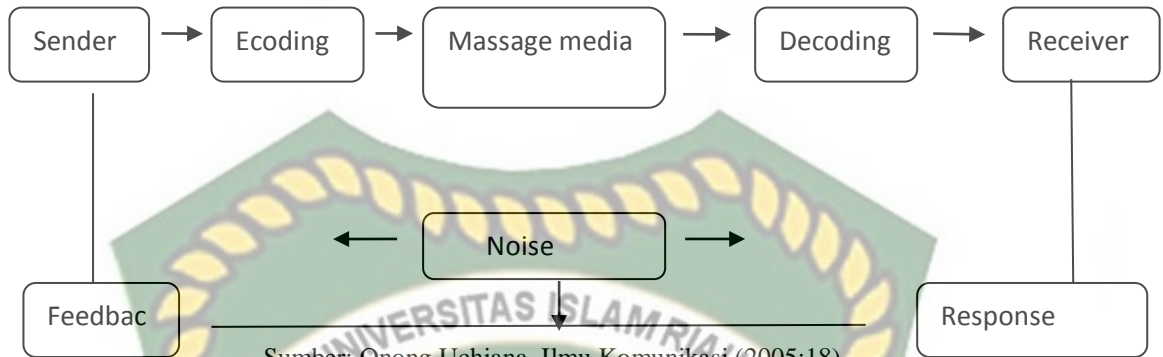 Sender Ecoding Massage media Decoding Receiver
Noise
Feedbac Response
UNIVERSITAS ISLAM RIAU
Sumber: Onong Uchjana, Ilmu Komunikasi (2005:18)